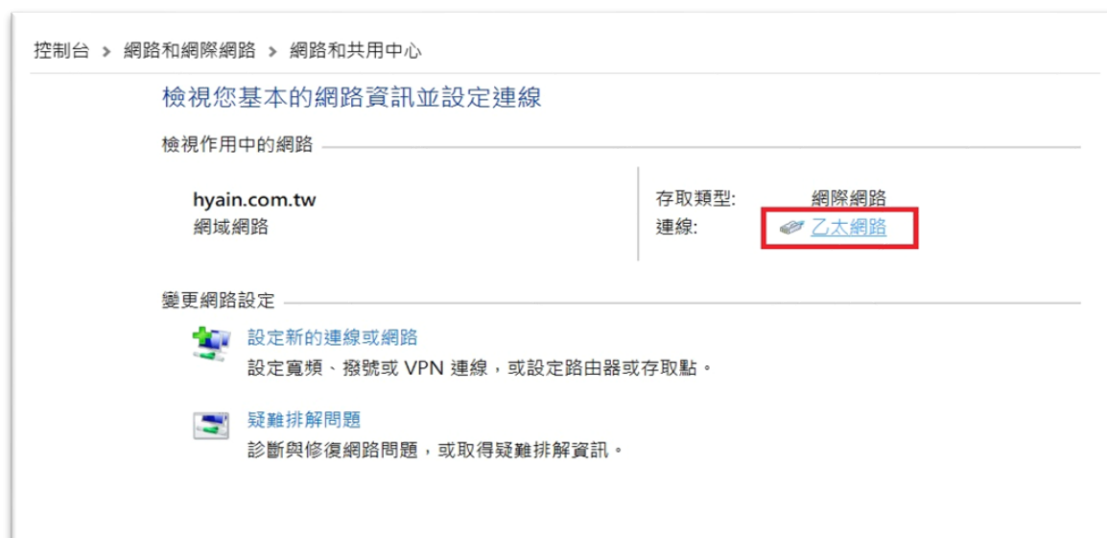 控制台 > 網路和網際網路 > 網路和共用中心
檢視您基本的網路資訊並設定連線
檢視作用中的網路
hyain.com.tw
網域網路
存取類型: 網際網路
連線: 乙太網路
變更網路設定
設定新的連線或網路
設定寬頻、撥號或 VPN 連線，或設定路由器或存取點。
疑難排解問題
診斷與修復網路問題，或取得疑難排解資訊。